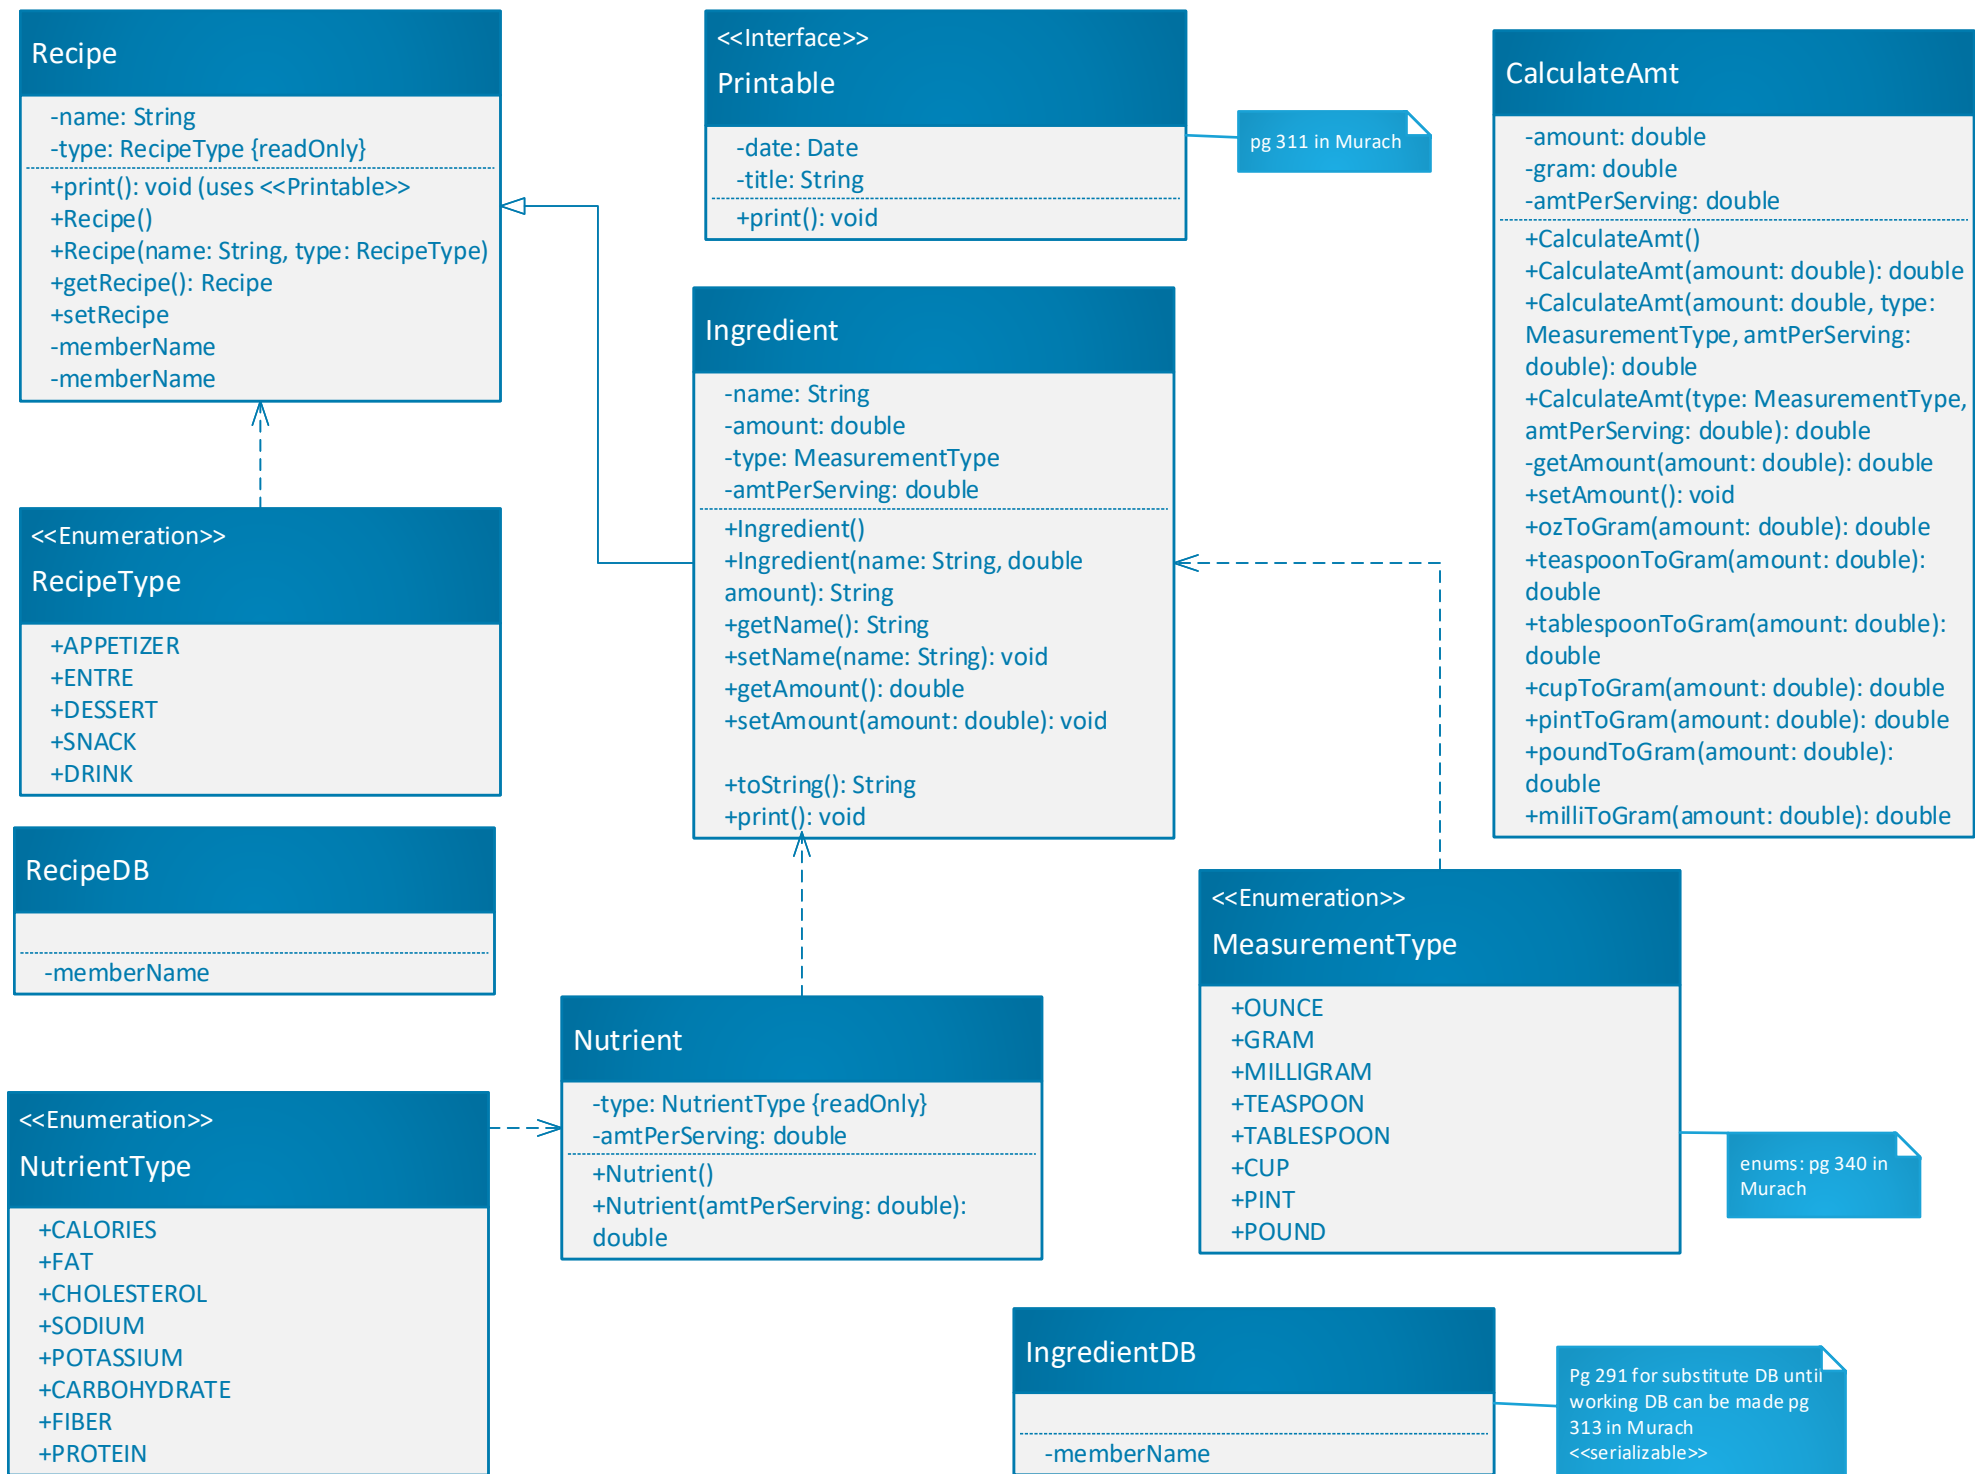 Recipe
-name: String
-type: RecipeType {readOnly}
+print(): void (uses <<Printable>>
+Recipe()
+Recipe(name: String, type: RecipeType)
+getRecipe(): Recipe
+setRecipe
-memberName
-memberName
<<Interface>>
Printable
-date: Date
-title: String
+print(): void
pg 311 in Murach
CalculateAmt
-amount: double
-gram: double
-amtPerServing: double
+CalculateAmt()
+CalculateAmt(amount: double): double
+CalculateAmt(amount: double, type:
MeasurementType, amtPerServing:
double): double
+CalculateAmt(type: MeasurementType,
amtPerServing: double): double
-getAmount(amount: double): double
+setAmount(): void
+ozToGram(amount: double): double
+teaspoonToGram(amount: double):
double
+tablespoonToGram(amount: double):
double
+cupToGram(amount: double): double
+pintToGram(amount: double): double
+poundToGram(amount: double):
double
+milliToGram(amount: double): double
Ingredient
-name: String
-amount: double
-type: MeasurementType
-amtPerServing: double
+Ingredient()
+Ingredient(name: String, double
amount): String
+getName(): String
+setName(name: String): void
+getAmount(): double
+setAmount(amount: double): void
+toString(): String
+print(): void
<<Enumeration>>
RecipeType
+APPETIZER
+ENTRE
+DESSERT
+SNACK
+DRINK
RecipeDB
-memberName
<<Enumeration>>
MeasurementType
+OUNCE
+GRAM
+MILLIGRAM
+TEASPOON
+TABLESPOON
+CUP
+PINT
+POUND
enums: pg 340 in
Murach
Nutrient
-type: NutrientType {readOnly}
-amtPerServing: double
+Nutrient()
+Nutrient(amtPerServing: double):
double
<<Enumeration>>
NutrientType
+CALORIES
+FAT
+CHOLESTEROL
+SODIUM
+POTASSIUM
+CARBOHYDRATE
+FIBER
+PROTEIN
IngredientDB
-memberName
Pg 291 for substitute DB until
working DB can be made pg
313 in Murach
<<serializable>>